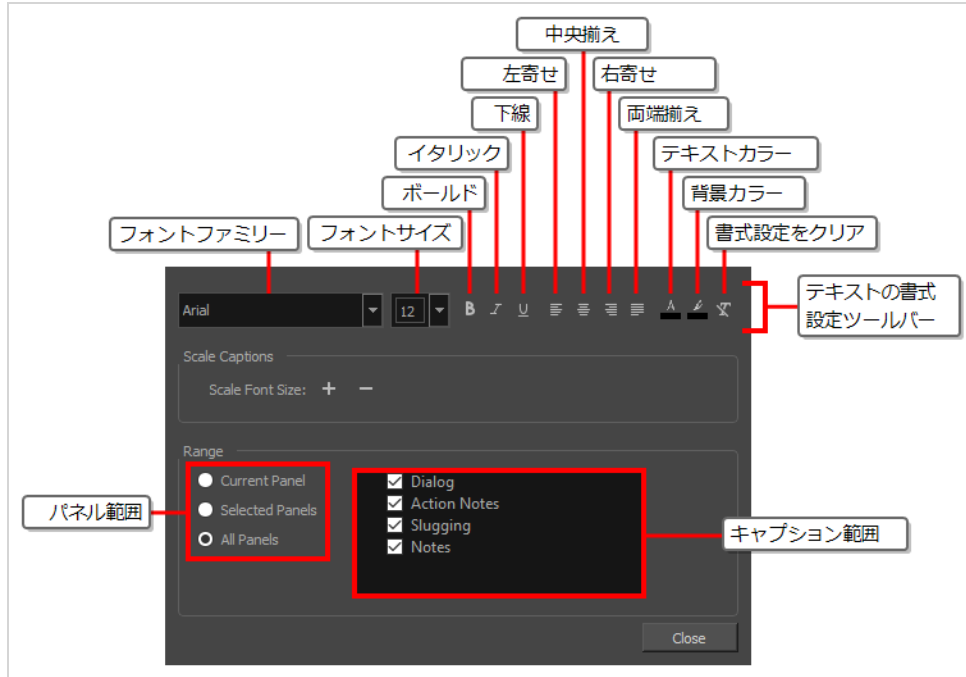 中央揃え
左寄せ
右寄せ
下線
両端揃え
イタリック
テキストカラー
ボールド
背景カラー
フォントファミリー
フォントサイズ
書式設定をクリア
テキストの書式
設定ツールバー
Arial
12
B I U
A
Scale Captions
Scale Font Size: + −
Range
Current Panel
Selected Panels
All Panels
パネル範囲
Dialog
Action Notes
Slugging
Notes
キャプション範囲
Close